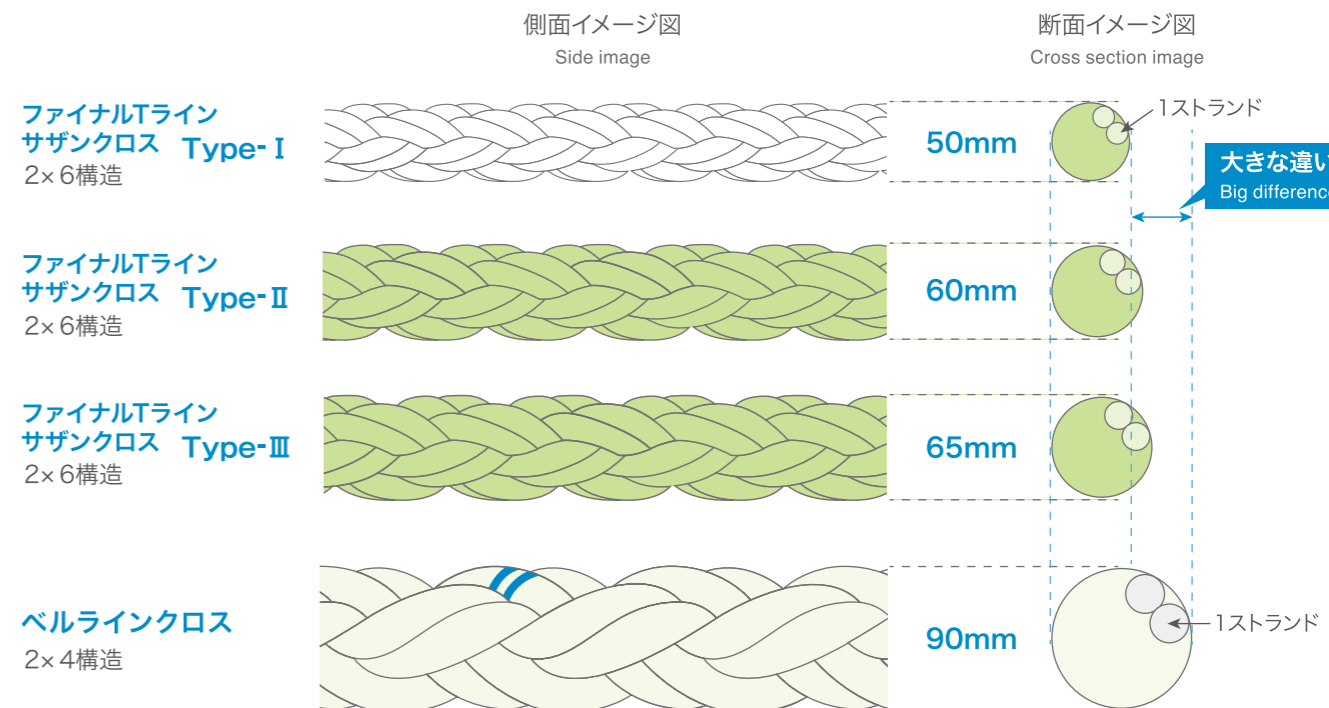 側面イメージ図
Side image
断面イメージ図
Cross section image
ファイナルTライン
サザンクロス Type-Ⅰ
2×6構造
50mm
1ストランド
大きな違い
Big difference
ファイナルTライン
サザンクロス Type-Ⅱ
2×6構造
60mm
ファイナルTライン
サザンクロス Type-Ⅲ
2×6構造
65mm
ベルラインクロス
2×4構造
90mm
1ストランド